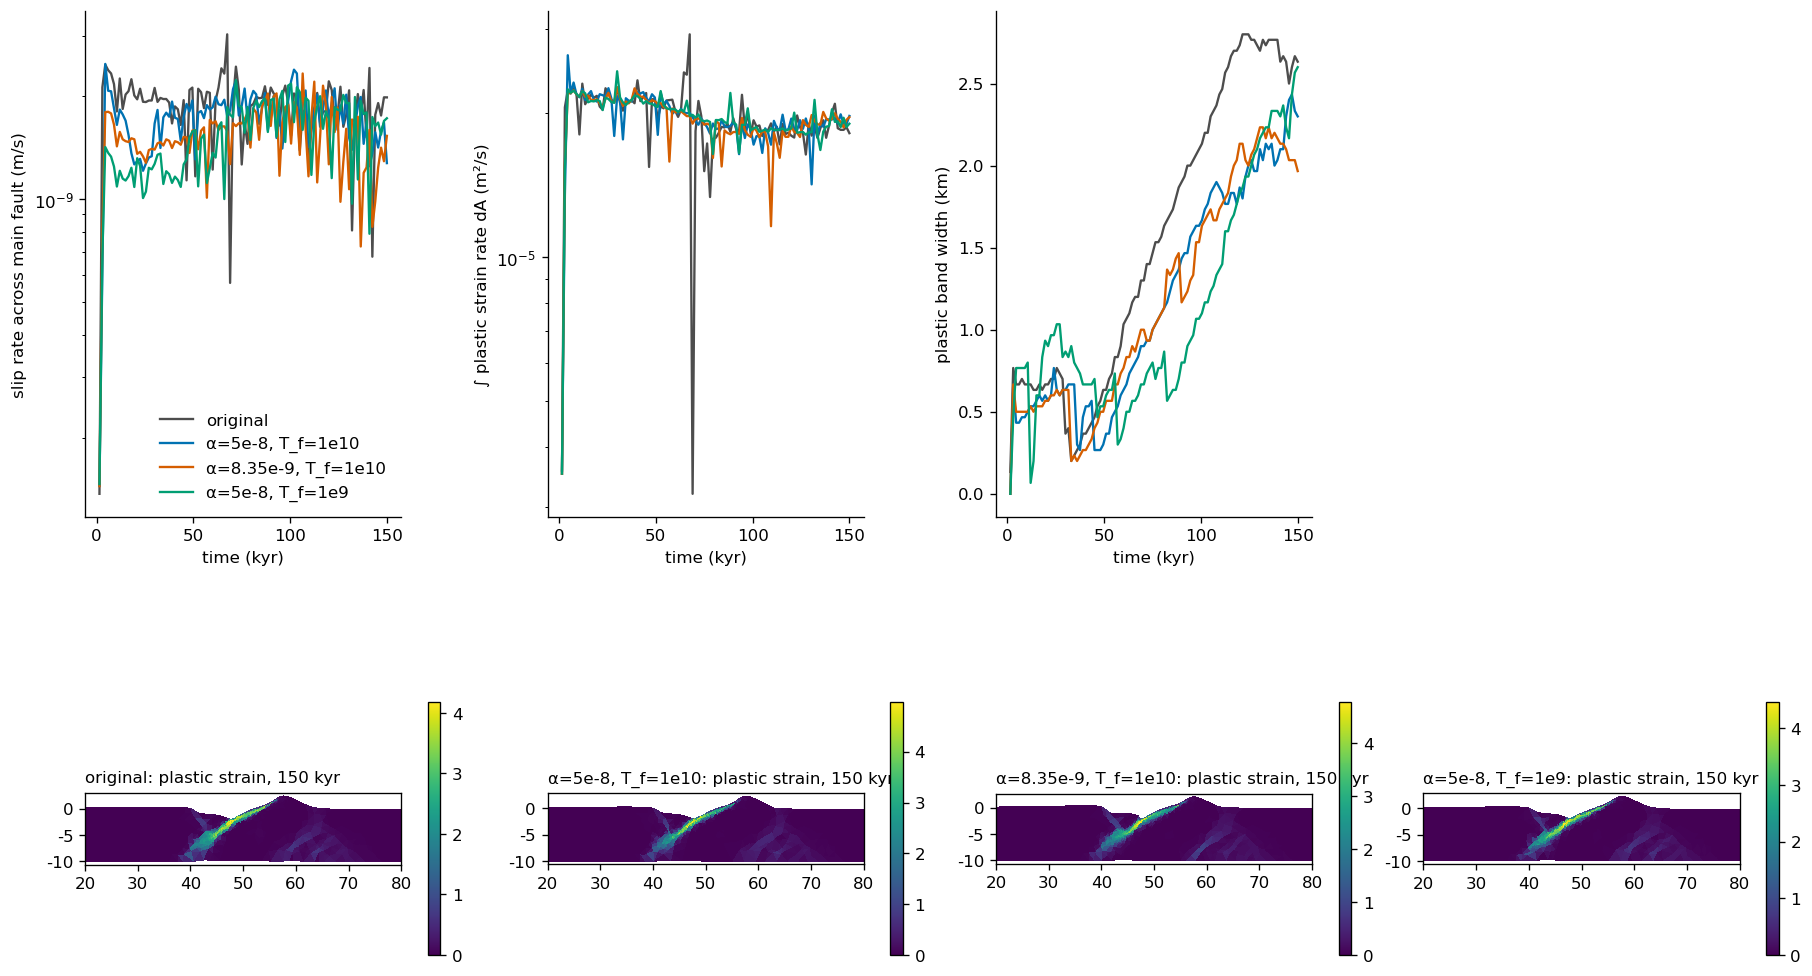 slip rate across main fault (m/s)
10⁻⁹
original
α=5e-8, T_f=1e10
α=8.35e-9, T_f=1e10
α=5e-8, T_f=1e9
0 50 100 150
time (kyr)
∫ plastic strain rate dA (m²/s)
10⁻⁵
0 50 100 150
time (kyr)
plastic band width (km)
2.5
2.0
1.5
1.0
0.5
0.0
0 50 100 150
time (kyr)
original: plastic strain, 150 kyr
0
-5
-10
20 30 40 50 60 70 80
4
3
2
1
0
α=5e-8, T_f=1e10: plastic strain, 150 kyr
0
-5
-10
20 30 40 50 60 70 80
4
3
2
1
0
α=8.35e-9, T_f=1e10: plastic strain, 150 kyr
0
-5
-10
20 30 40 50 60 70 80
4
3
2
1
0
α=5e-8, T_f=1e9: plastic strain, 150 kyr
0
-5
-10
20 30 40 50 60 70 80
4
3
2
1
0